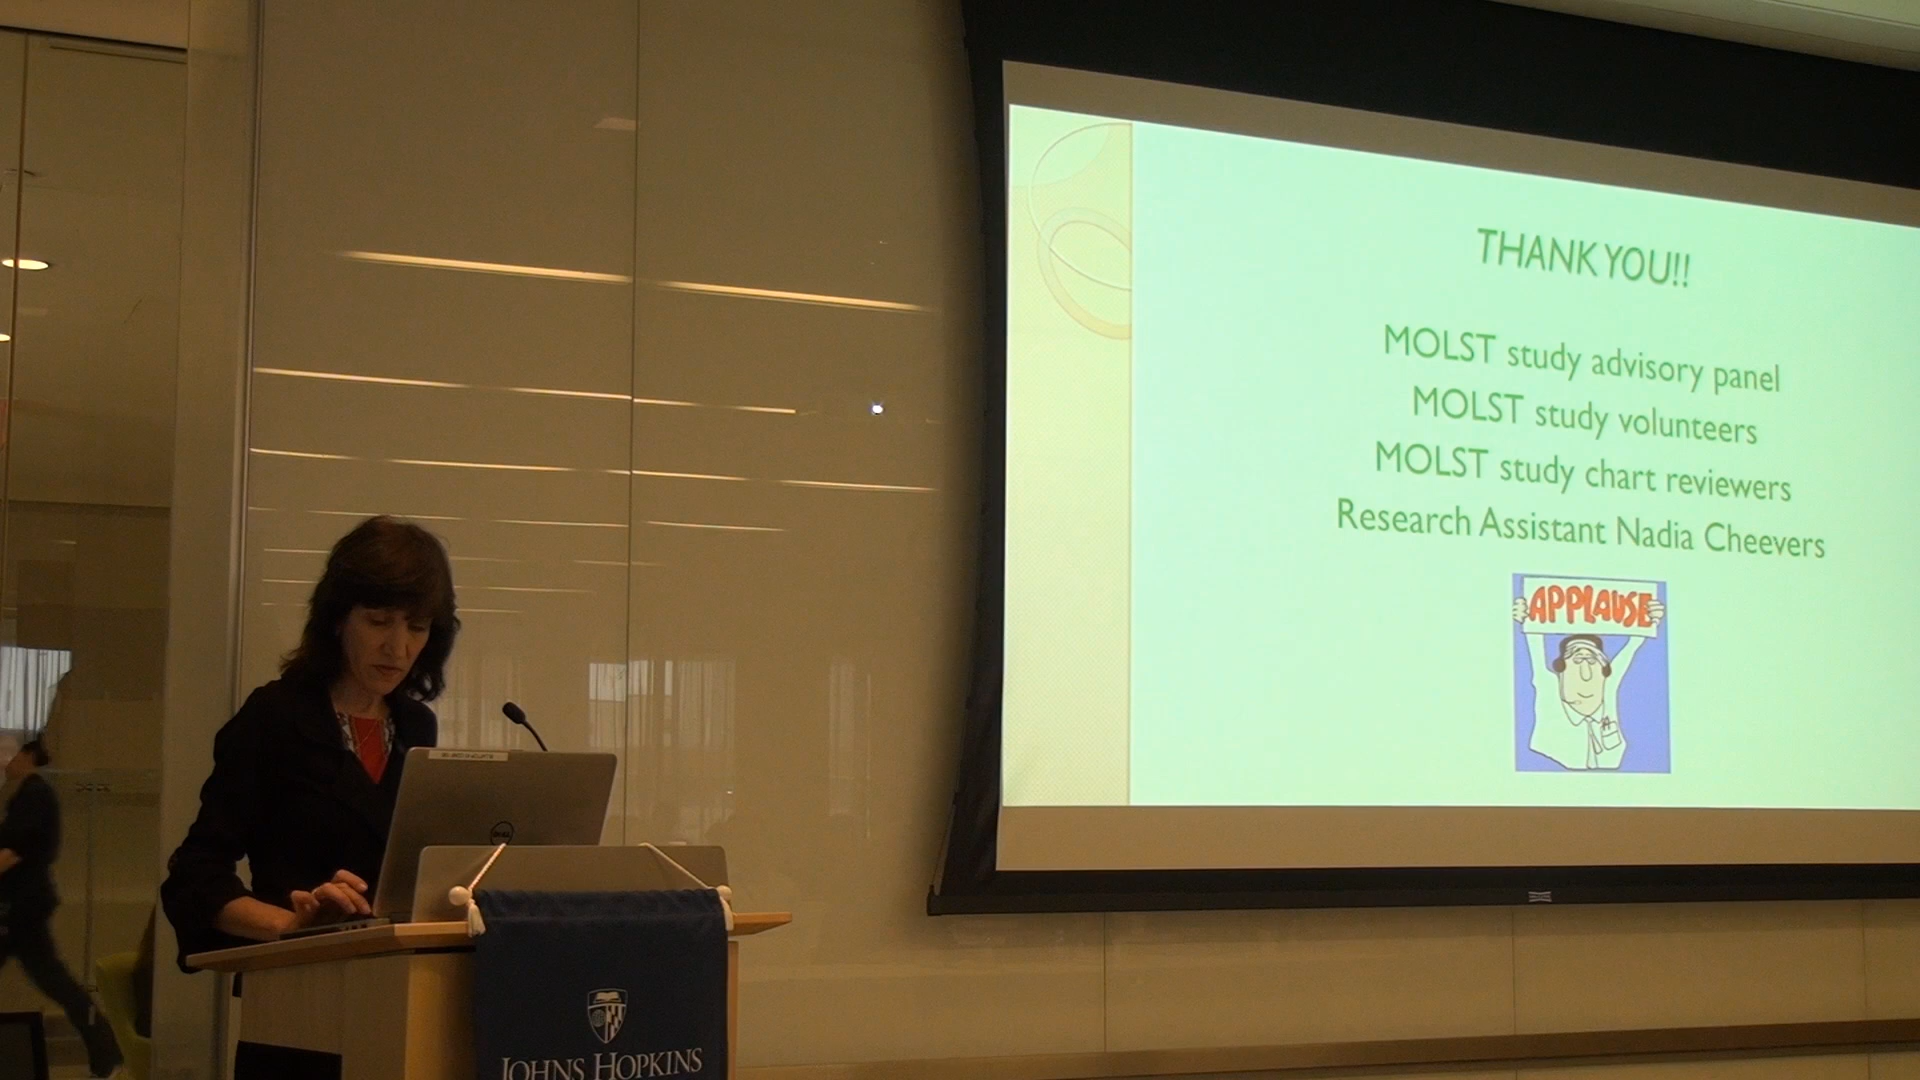 THANK YOU!!
MOLST study advisory panel
MOLST study volunteers
MOLST study chart reviewers
Research Assistant Nadia Cheevers
APPLAUSE
DELL
JOHNS HOPKINS